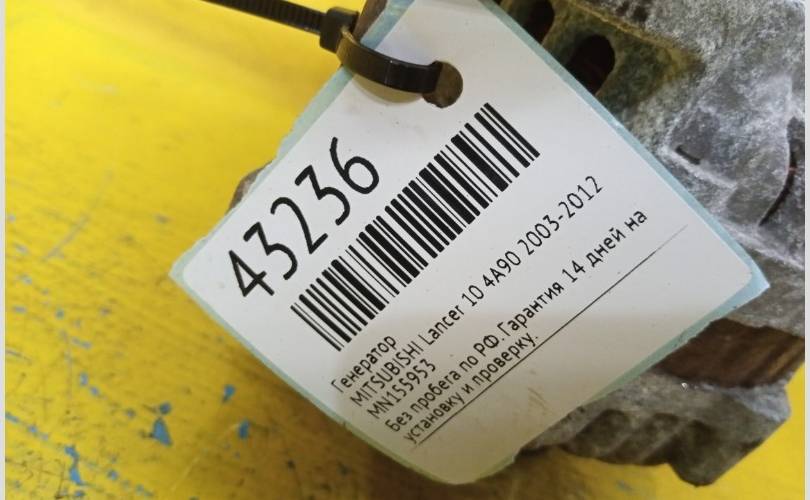 43236
Генератор
MITSUBISHI Lancer 10 4A90 2003-2012
MN155953
Без пробега по РФ.Гарантия 14 дней на
установку и проверку.